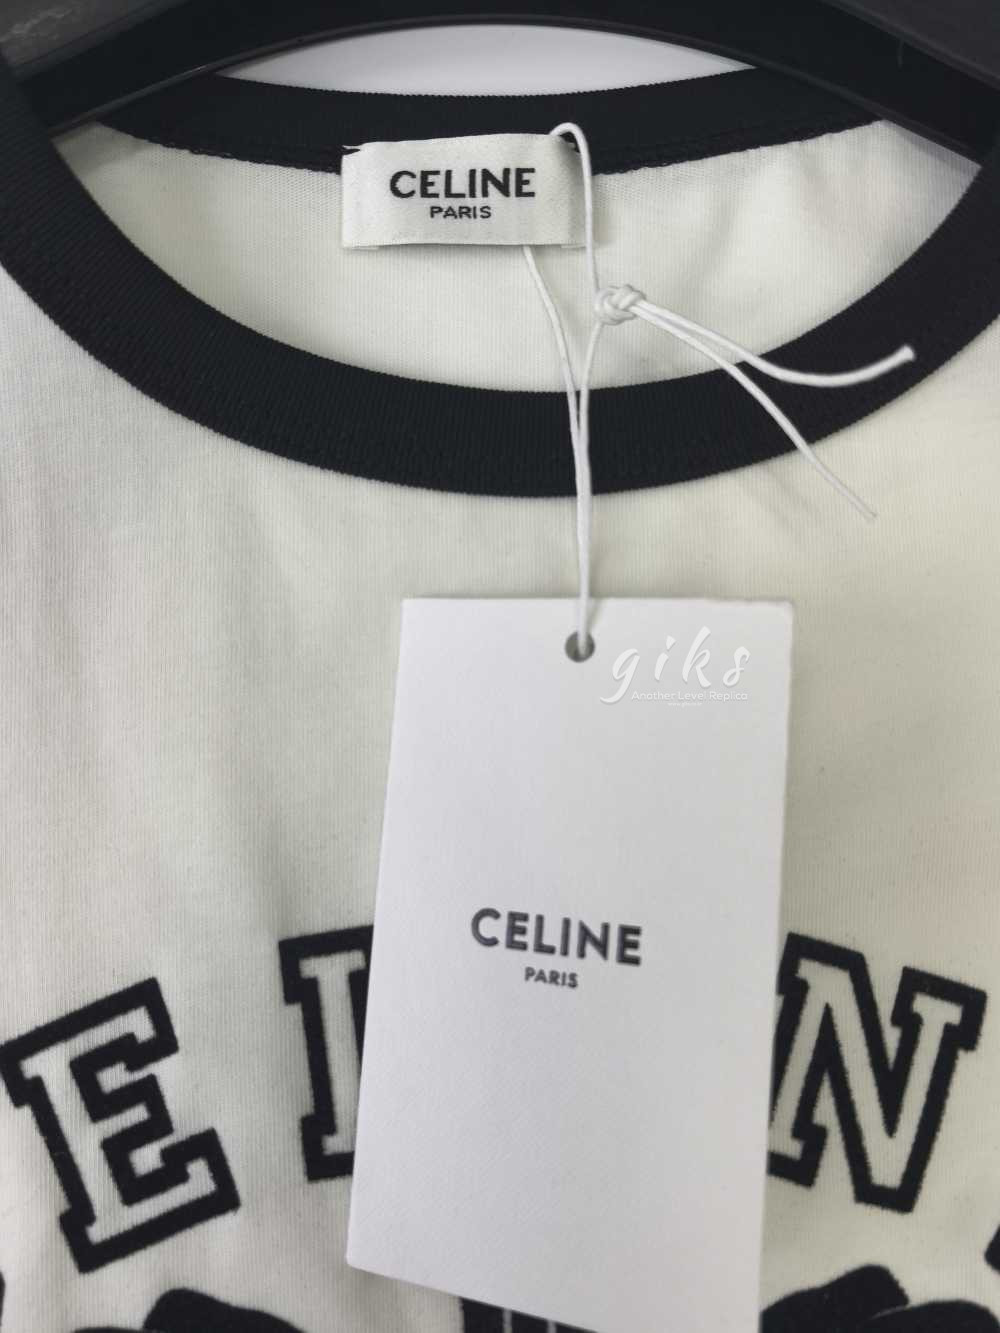 CELINE
PARIS
giks
Another Level Replica
CELINE
PARIS
E
N